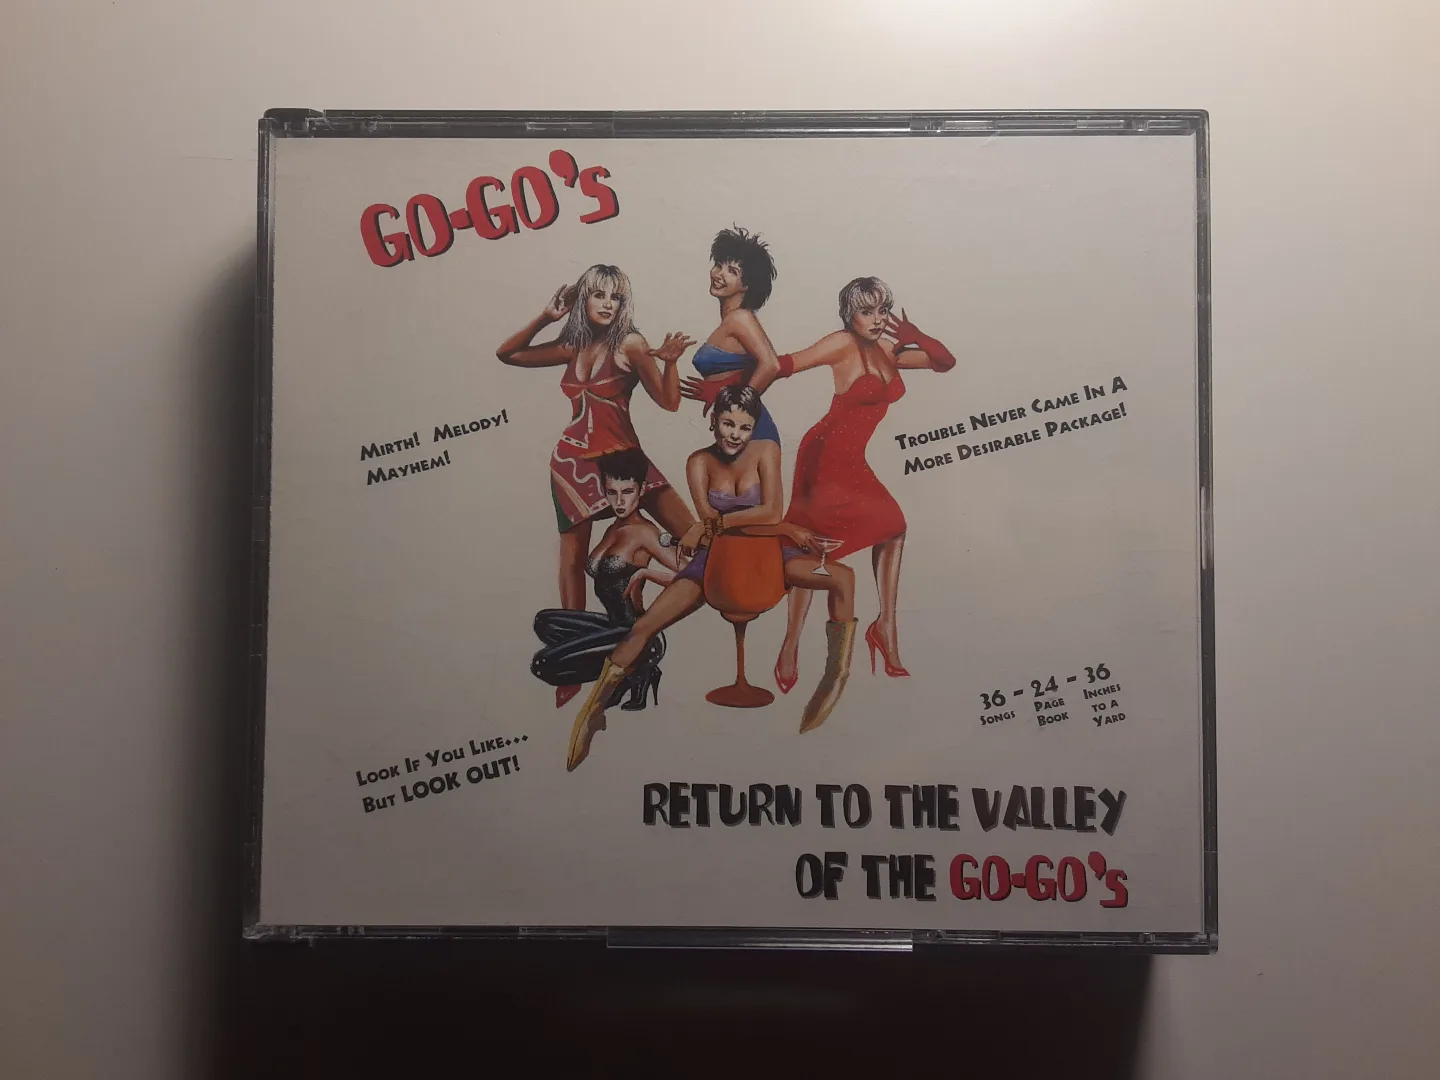 GO-GO's
MIRTH! MELODY!
MAYHEM!
TROUBLE NEVER CAME IN A
MORE DESIRABLE PACKAGE!
36 - 24 - 36
SONGS PAGE INCHES
BOOK TO A
YARD
LOOK IF YOU LIKE...
BUT LOOK OUT!
RETURN TO THE VALLEY
OF THE GO-GO's